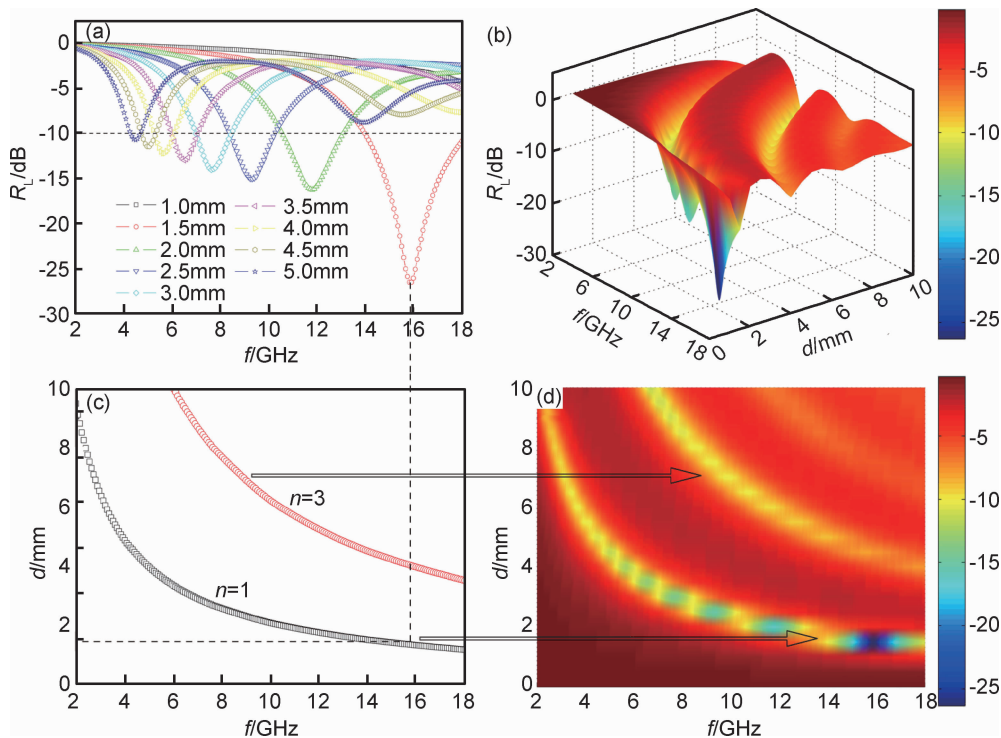 (a)
R_L/dB
0
-5
-10
-15
-20
-25
-30
1.0mm 3.5mm
1.5mm 4.0mm
2.0mm 4.5mm
2.5mm 5.0mm
3.0mm
2 4 6 8 10 12 14 16 18
f/GHz
(b)
R_L/dB
0
-10
-20
-30
2 6 10 14 18
f/GHz
0 2 4 6 8 10
d/mm
-5
-10
-15
-20
-25
(c)
d/mm
10
8
6
4
2
0
n=3
n=1
2 4 6 8 10 12 14 16 18
f/GHz
(d)
d/mm
10
8
6
4
2
0
2 4 6 8 10 12 14 16 18
f/GHz
-5
-10
-15
-20
-25